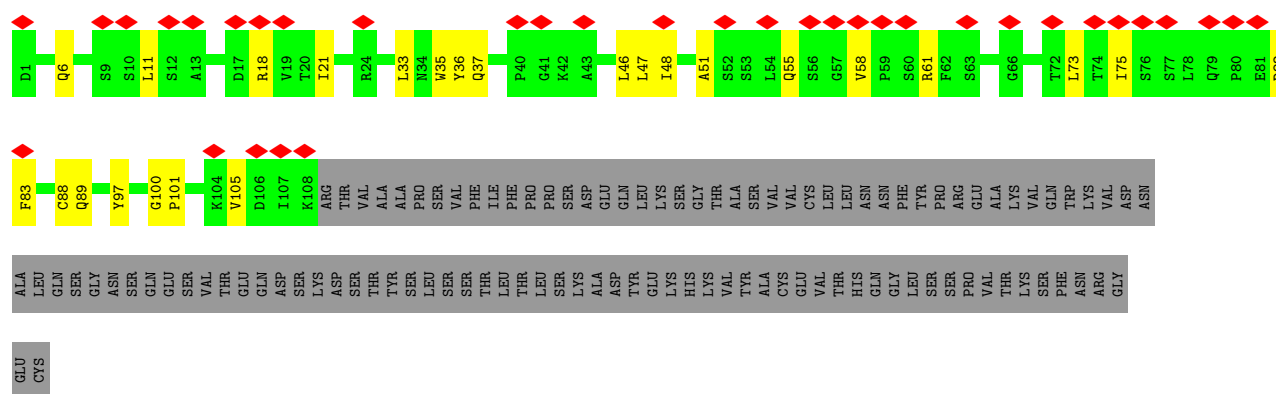 D1 Q6 S9 S10 L11 S12 A13 D17 R18 V19 T20 I21 R24 L33 N34 W35 Y36 Q37 P40 G41 K42 A43 L46 L47 I48 A51 S52 S53 L54 Q55 S56 G57 V58 P59 S60 R61 F62 S63 G66 T72 L73 T74 I75 S76 S77 L78 Q79 P80 E81
F83 C88 Q89 Y97 G100 P101 K104 V105 D106 I107 K108 ARG THR VAL ALA ALA PRO SER VAL PHE ILE PHE PRO PRO SER ASP GLU GLN LEU LYS SER GLY THR ALA SER VAL VAL CYS LEU LEU ASN ASN PHE TYR PRO ARG GLU ALA LYS VAL GLN TRP LYS VAL ASP ASN
ALA LEU GLN SER GLY ASN SER GLN GLU SER VAL THR GLU GLN ASP SER LYS ASP SER THR TYR SER LEU SER SER THR LEU THR LEU SER LYS ALA ASP TYR GLU LYS HIS LYS VAL TYR ALA CYS GLU VAL THR HIS GLN GLY LEU SER SER PRO VAL THR LYS SER PHE ASN ARG GLY
GLU CYS